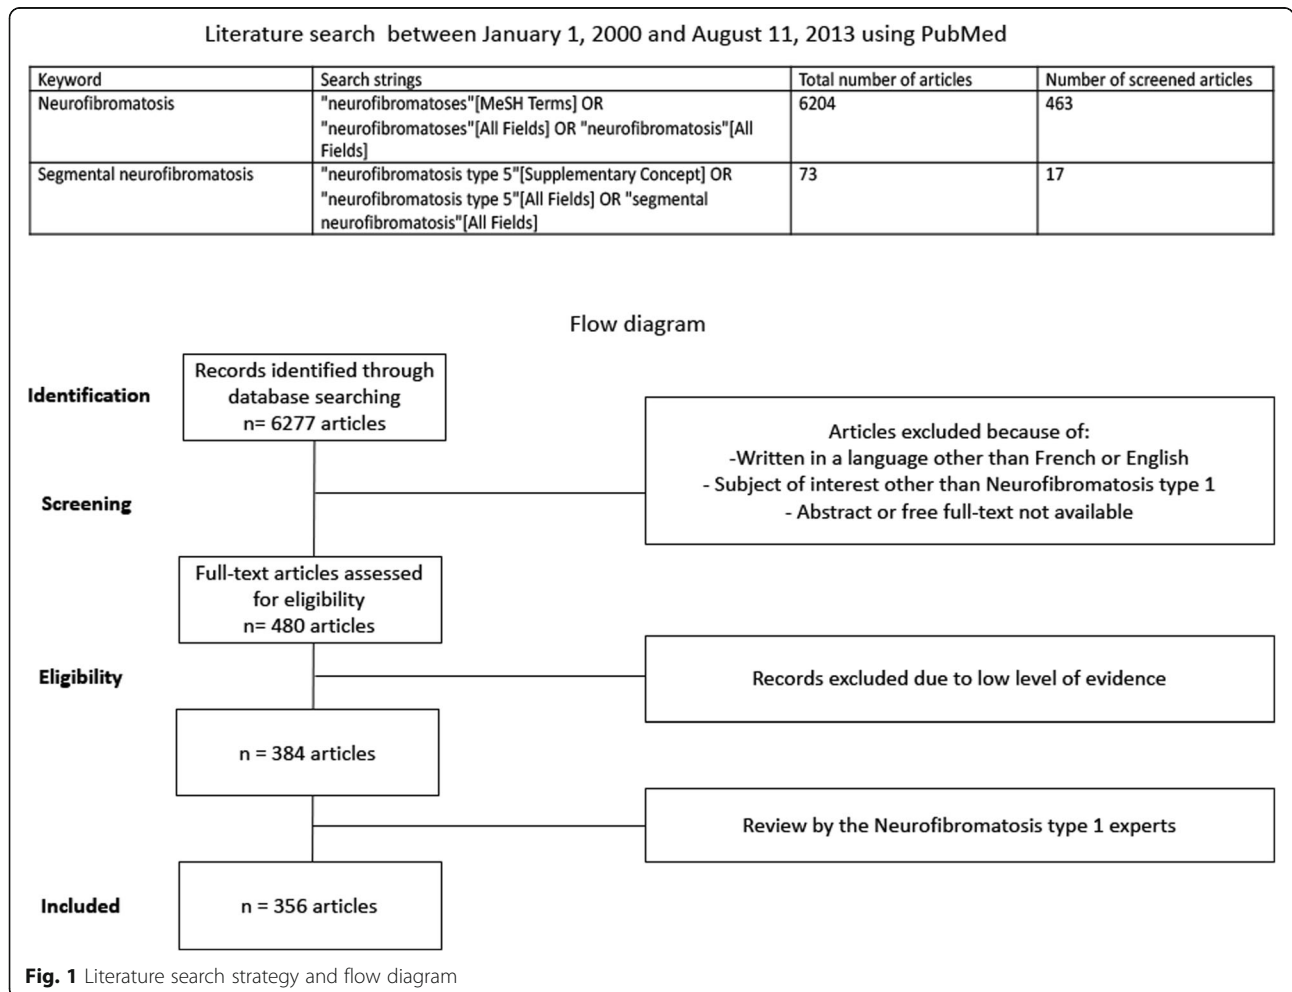 Literature search between January 1, 2000 and August 11, 2013 using PubMed
Keyword Search strings Total number of articles Number of screened articles
Neurofibromatosis "neurofibromatoses"[MeSH Terms] OR 6204 463
"neurofibromatoses"[All Fields] OR "neurofibromatosis"[All
Fields]
Segmental neurofibromatosis "neurofibromatosis type 5"[Supplementary Concept] OR 73 17
"neurofibromatosis type 5"[All Fields] OR "segmental
neurofibromatosis"[All Fields]
Flow diagram
Identification
Records identified through
database searching
n= 6277 articles
Articles excluded because of:
-Written in a language other than French or English
- Subject of interest other than Neurofibromatosis type 1
- Abstract or free full-text not available
Screening
Full-text articles assessed
for eligibility
n= 480 articles
Eligibility
Records excluded due to low level of evidence
n = 384 articles
Review by the Neurofibromatosis type 1 experts
Included
n = 356 articles
Fig. 1 Literature search strategy and flow diagram